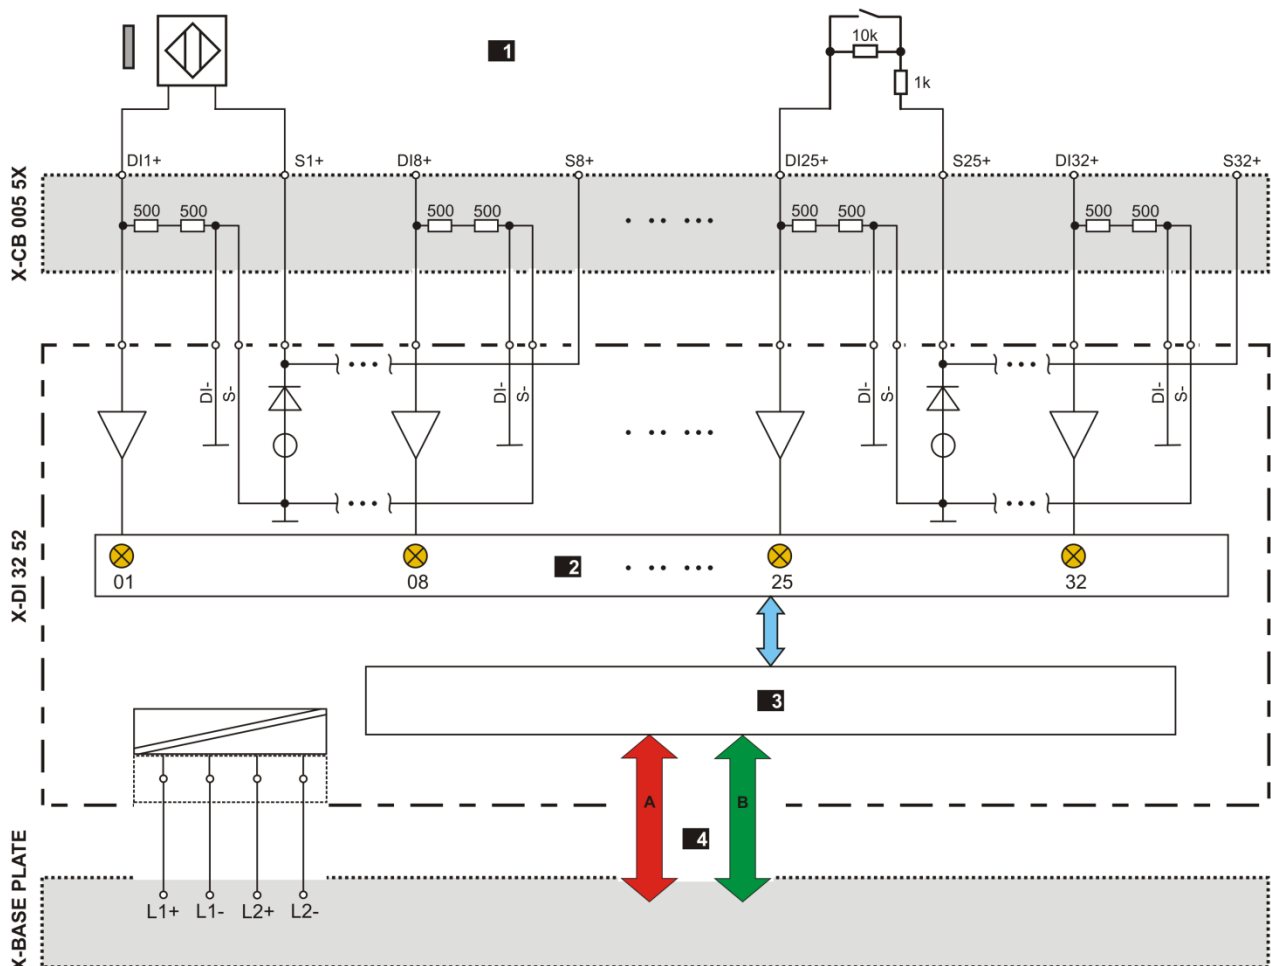 1
10k
1k
DI1+ S1+ DI8+ S8+ DI25+ S25+ DI32+ S32+
X-CB 005 5X
500 500 500 500 • •• ••• 500 500 500 500
DI- S- DI- S- DI- S- DI- S-
X-DI 32 52
01 08 2 25 32
3
A B
4
X-BASE PLATE
L1+ L1- L2+ L2-